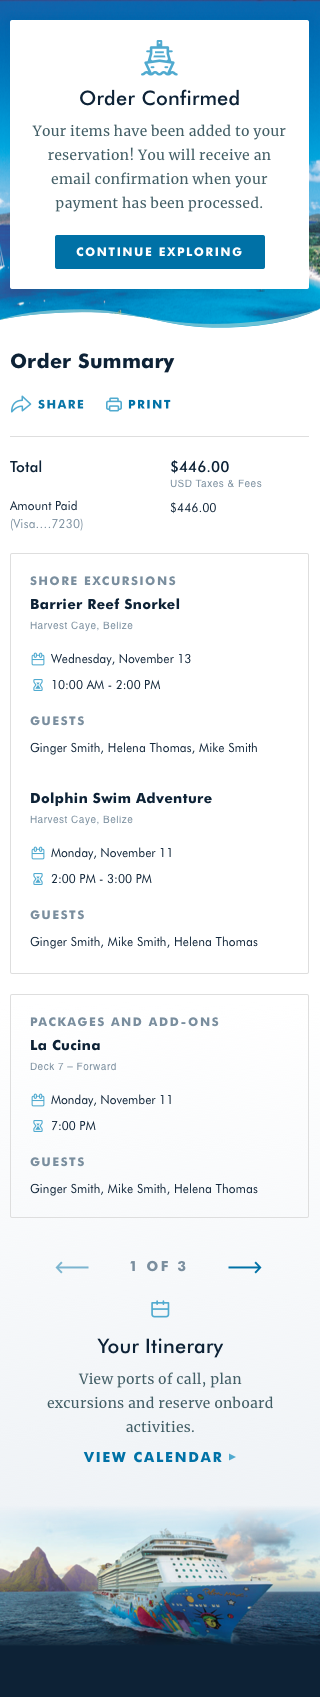 Order Confirmed
Your items have been added to your
reservation! You will receive an
email confirmation when your
payment has been processed.
CONTINUE EXPLORING
Order Summary
SHARE PRINT
Total $446.00
USD Taxes & Fees
Amount Paid $446.00
(Visa....7230)
SHORE EXCURSIONS
Barrier Reef Snorkel
Harvest Caye, Belize
Wednesday, November 13
10:00 AM - 2:00 PM
GUESTS
Ginger Smith, Helena Thomas, Mike Smith
Dolphin Swim Adventure
Harvest Caye, Belize
Monday, November 11
2:00 PM - 3:00 PM
GUESTS
Ginger Smith, Mike Smith, Helena Thomas
PACKAGES AND ADD-ONS
La Cucina
Deck 7 – Forward
Monday, November 11
7:00 PM
GUESTS
Ginger Smith, Mike Smith, Helena Thomas
1 OF 3
Your Itinerary
View ports of call, plan
excursions and reserve onboard
activities.
VIEW CALENDAR